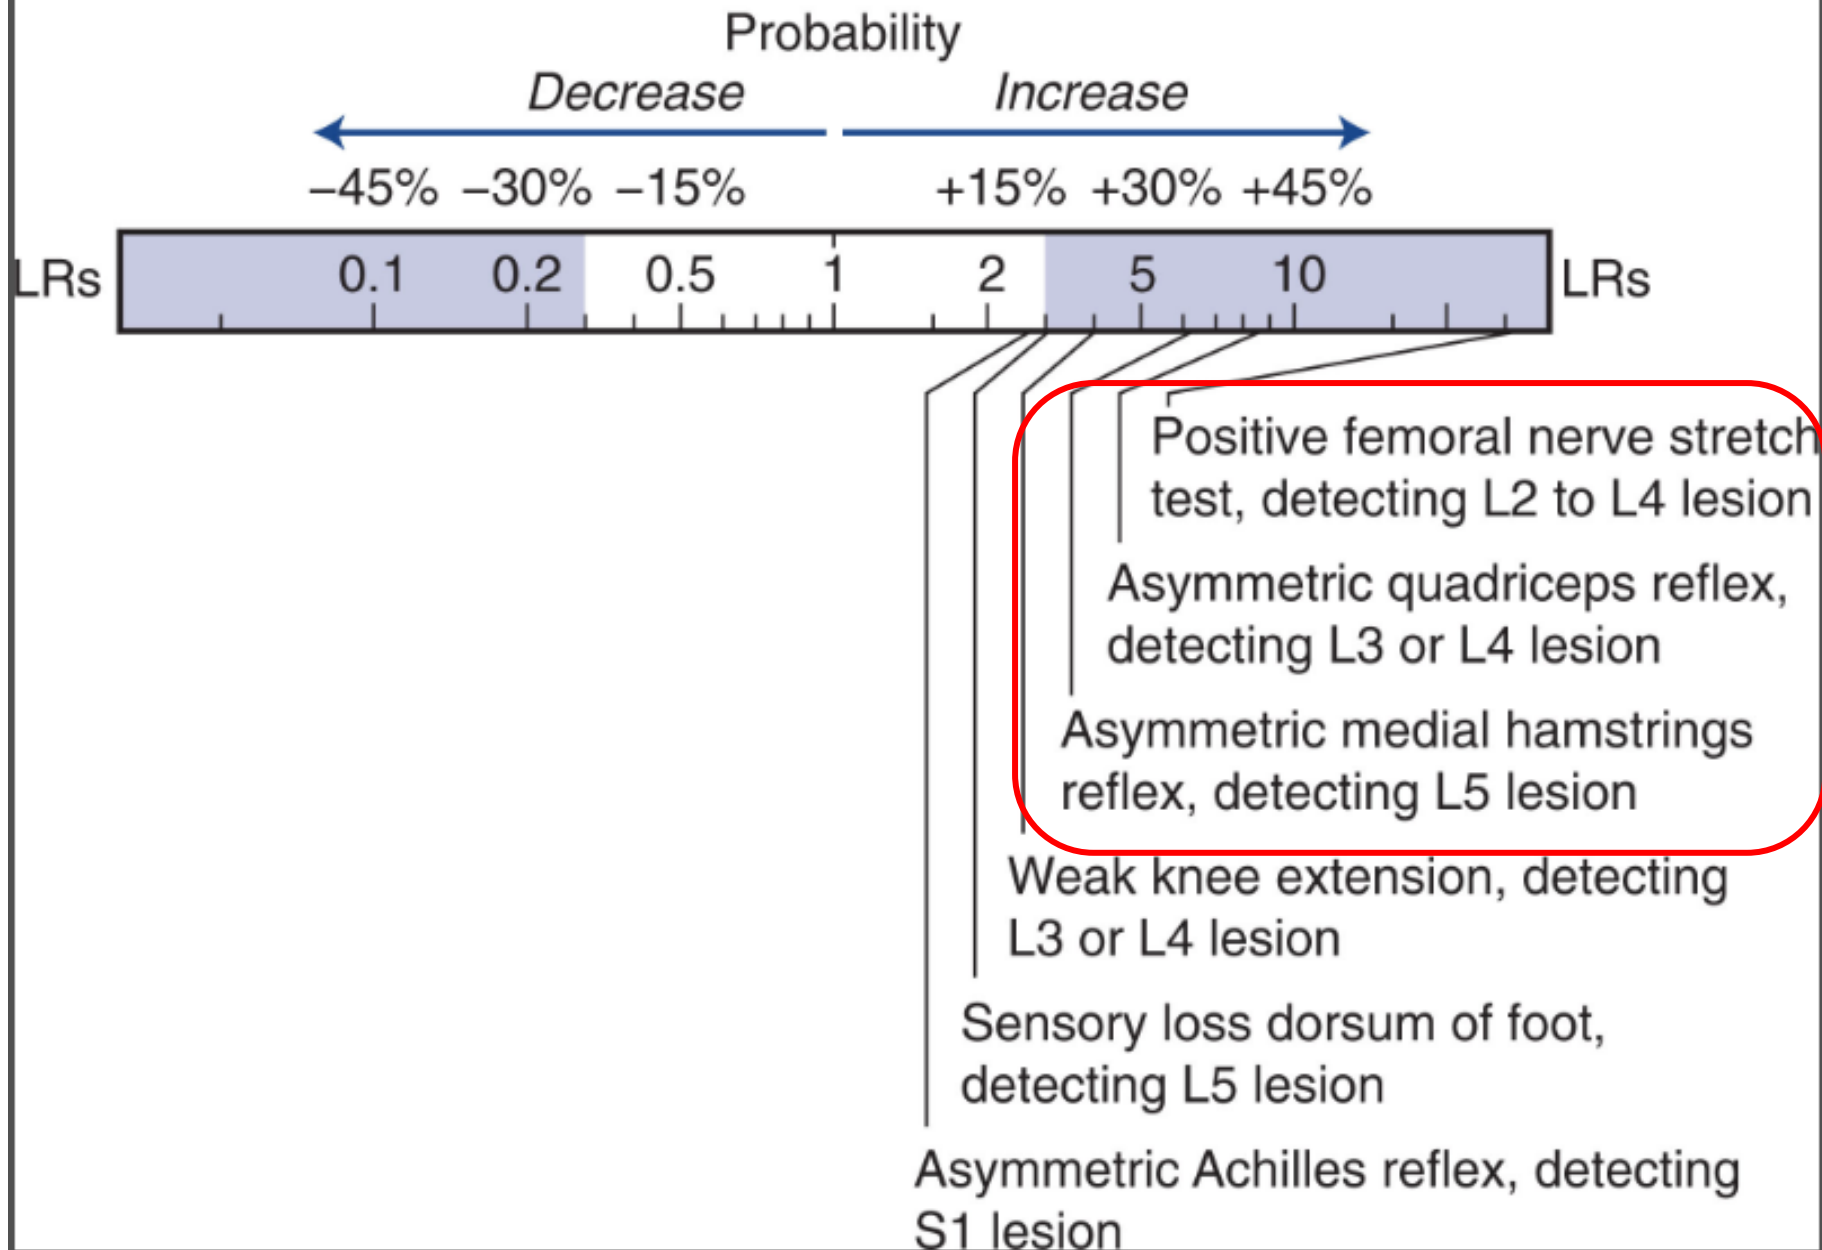 Probability
Decrease Increase
–45% –30% –15% +15% +30% +45%
LRs 0.1 0.2 0.5 1 2 5 10 LRs
Positive femoral nerve stretch
test, detecting L2 to L4 lesion
Asymmetric quadriceps reflex,
detecting L3 or L4 lesion
Asymmetric medial hamstrings
reflex, detecting L5 lesion
Weak knee extension, detecting
L3 or L4 lesion
Sensory loss dorsum of foot,
detecting L5 lesion
Asymmetric Achilles reflex, detecting
S1 lesion